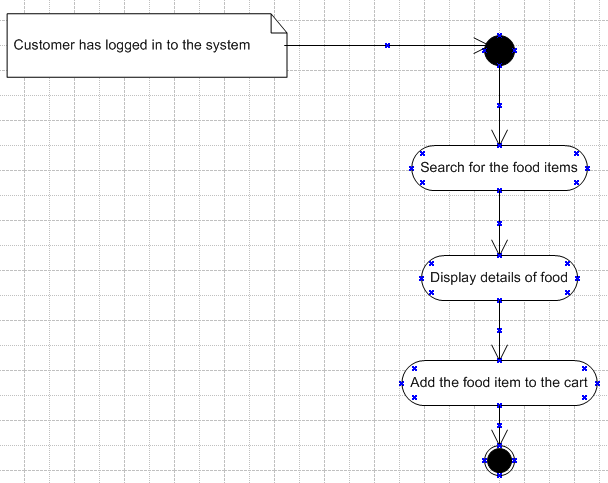 Customer has logged in to the system
Search for the food items
Display details of food
Add the food item to the cart